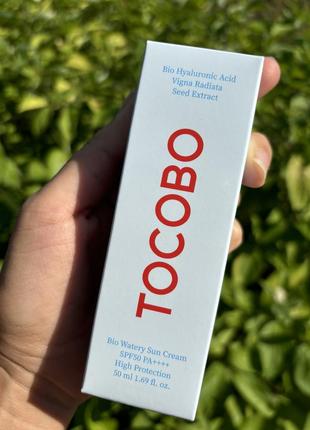 Bio Hyaluronic Acid
Vigna Radiata
Seed Extract
TOCOBO
Bio Watery Sun Cream
SPF50 PA++++
High Protection
50 ml 1.69 fl. oz.